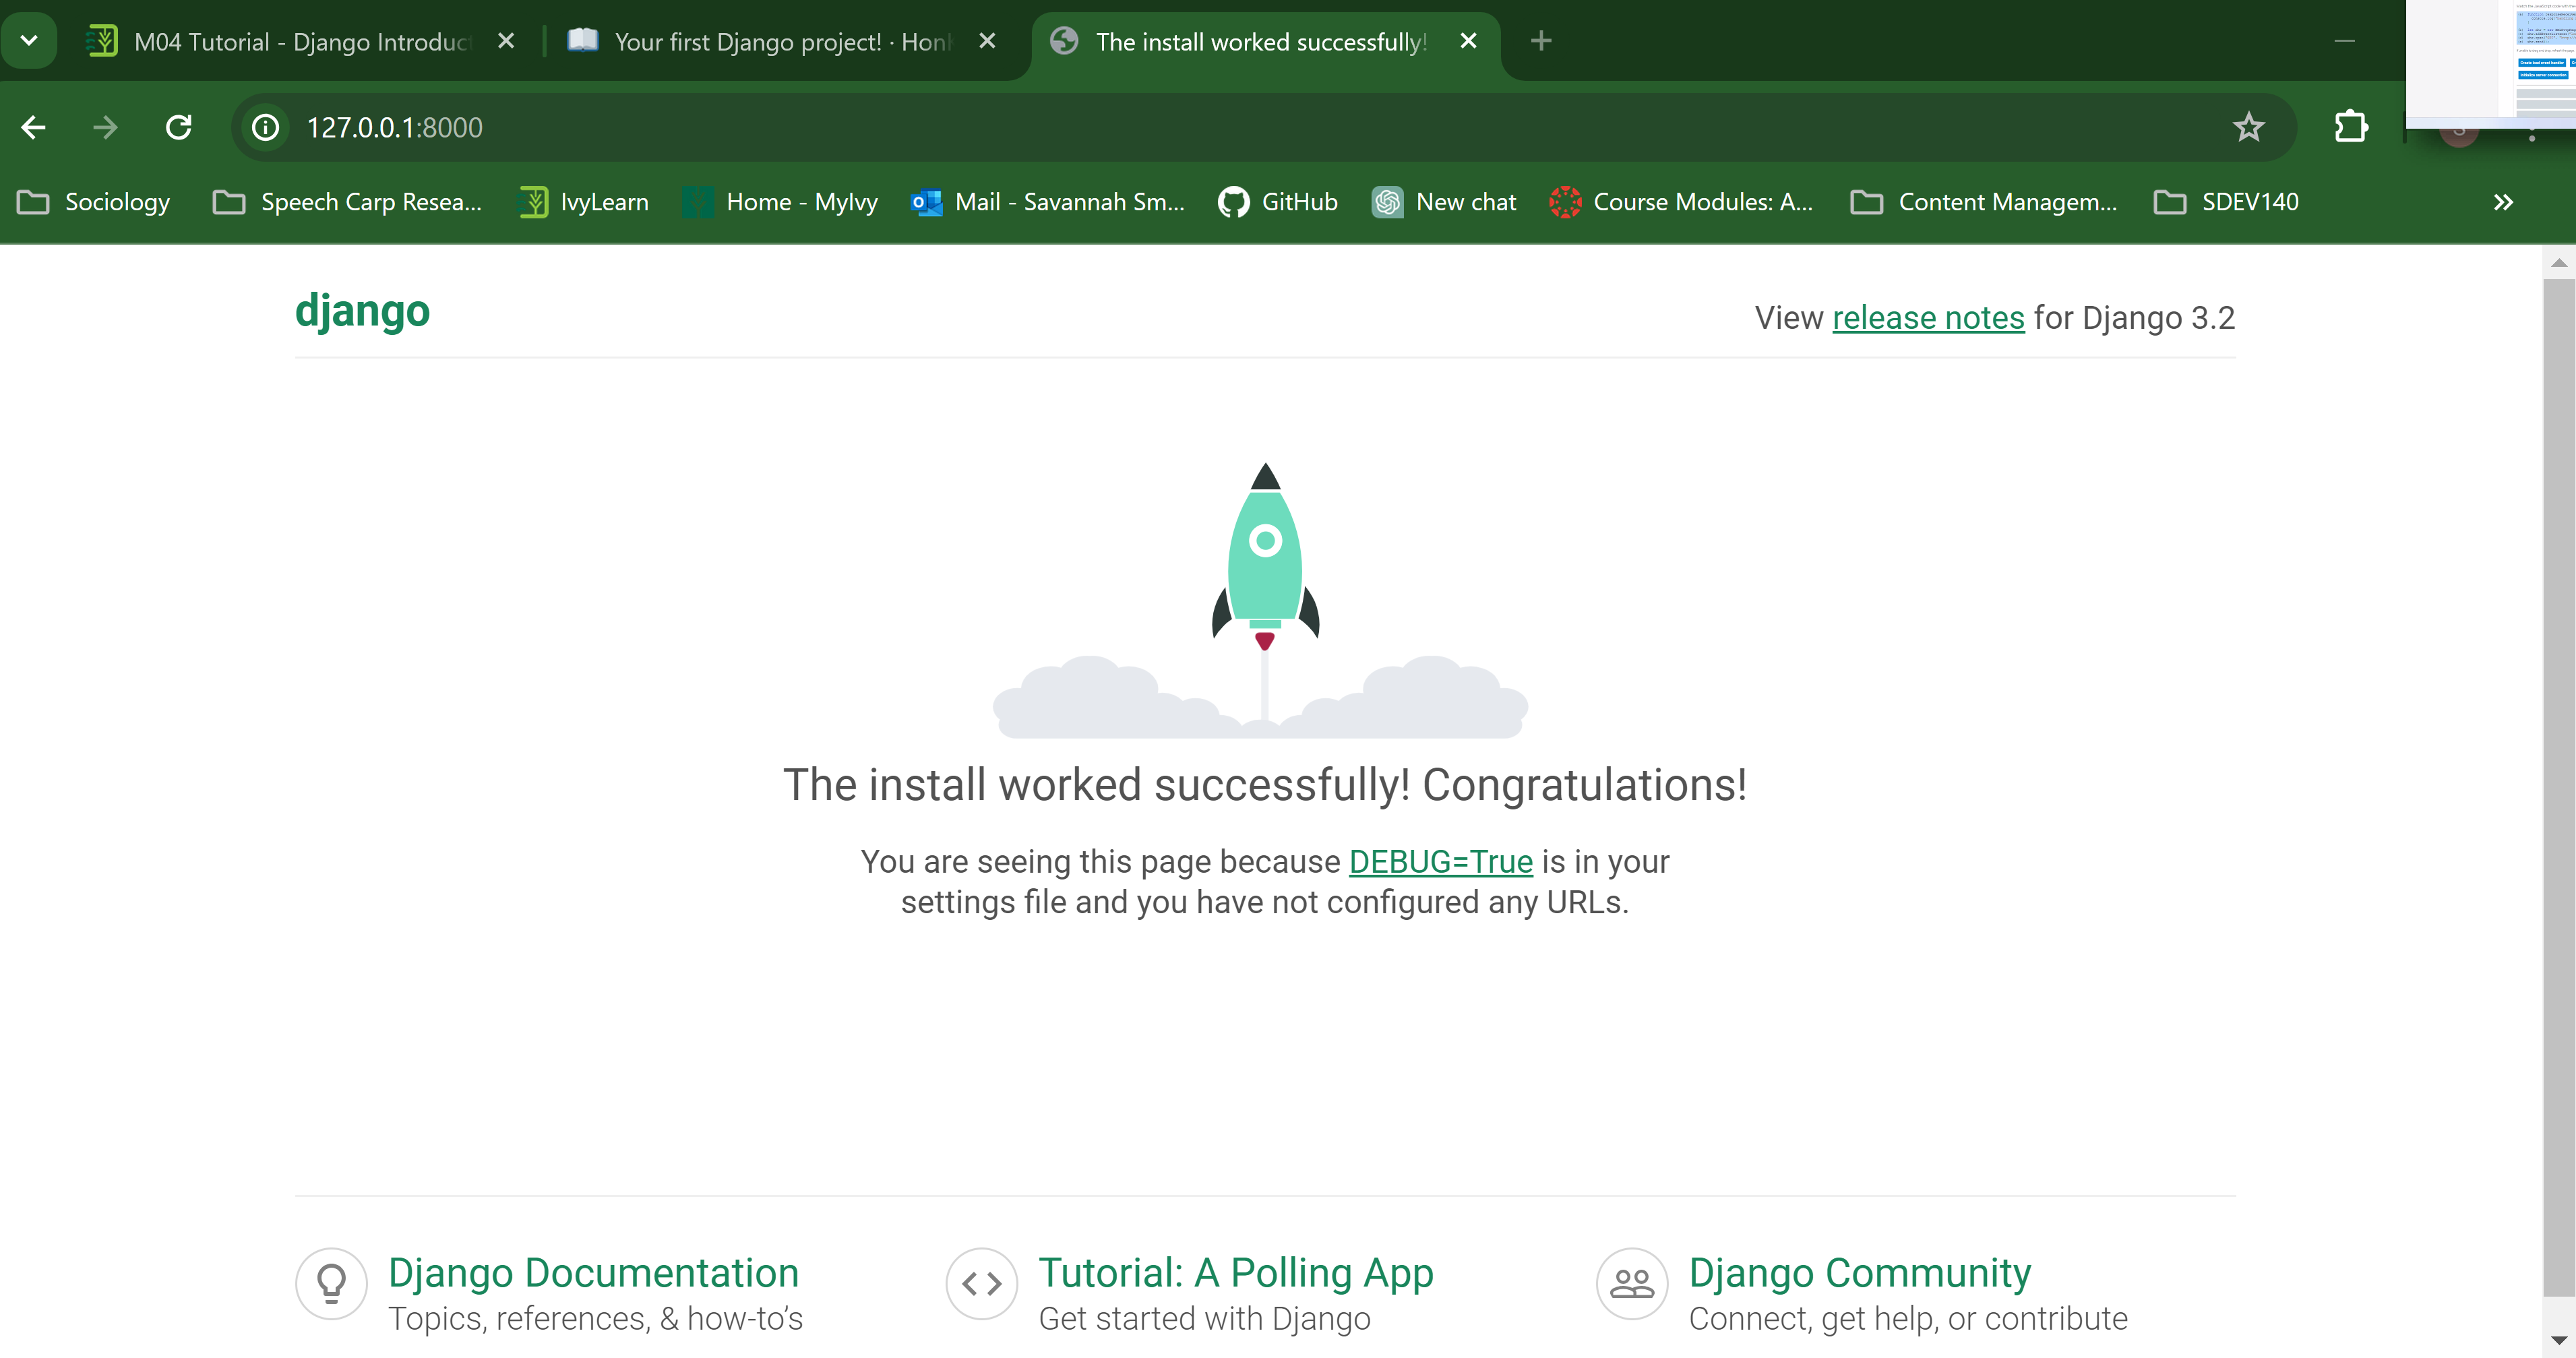 M04 Tutorial - Django Introduc
Your first Django project! · Hon
The install worked successfully!
127.0.0.1:8000
Sociology
Speech Carp Resea...
IvyLearn
Home - MyIvy
Mail - Savannah Sm...
GitHub
New chat
Course Modules: A...
Content Managem...
SDEV140
django
View release notes for Django 3.2
The install worked successfully! Congratulations!
You are seeing this page because DEBUG=True is in your
settings file and you have not configured any URLs.
Django Documentation
Topics, references, & how-to’s
Tutorial: A Polling App
Get started with Django
Django Community
Connect, get help, or contribute